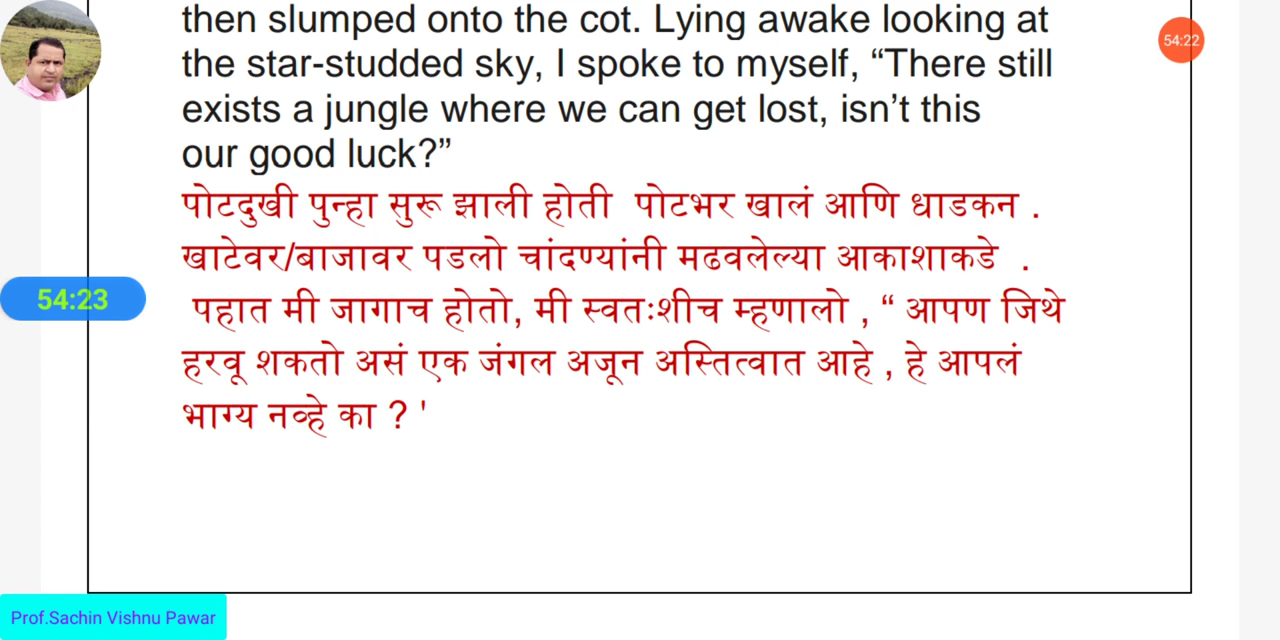 then slumped onto the cot. Lying awake looking at
54:22
the star-studded sky, I spoke to myself, “There still
exists a jungle where we can get lost, isn’t this
our good luck?”
पोटदुखी पुन्हा सुरू झाली होती पोटभर खालं आणि धाडकन .
खाटेवर/बाजावर पडलो चांदण्यांनी मढवलेल्या आकाशाकडे .
54:23
पहात मी जागाच होतो, मी स्वतःशीच म्हणालो , “ आपण जिथे
हरवू शकतो असं एक जंगल अजून अस्तित्वात आहे , हे आपलं
भाग्य नव्हे का ? '
Prof.Sachin Vishnu Pawar